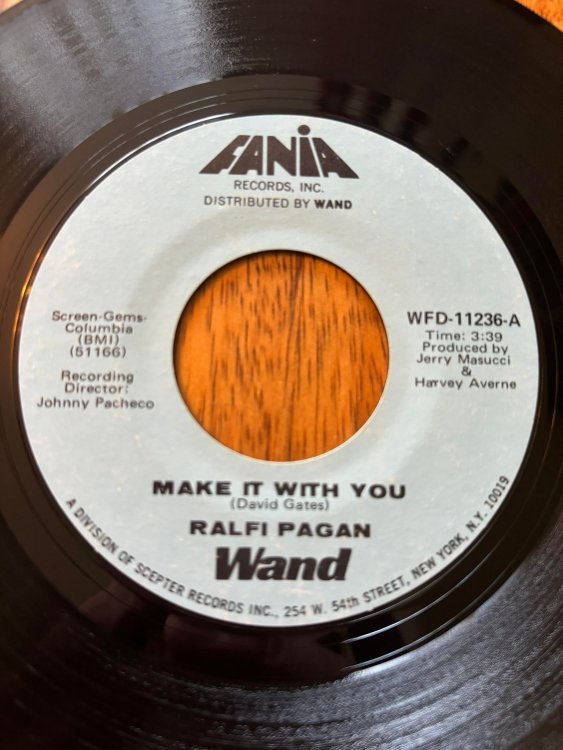 FANIA
RECORDS, INC.
DISTRIBUTED BY WAND
Screen-Gems-
Columbia
(BMI)
(51166)
Recording
Director:
Johnny Pacheco
WFD-11236-A
Time: 3:39
Produced by
Jerry Masucci
&
Harvey Averne
MAKE IT WITH YOU
(David Gates)
RALFI PAGAN
Wand
A DIVISION OF SCEPTER RECORDS INC., 254 W. 54th STREET, NEW YORK, N.Y. 10019